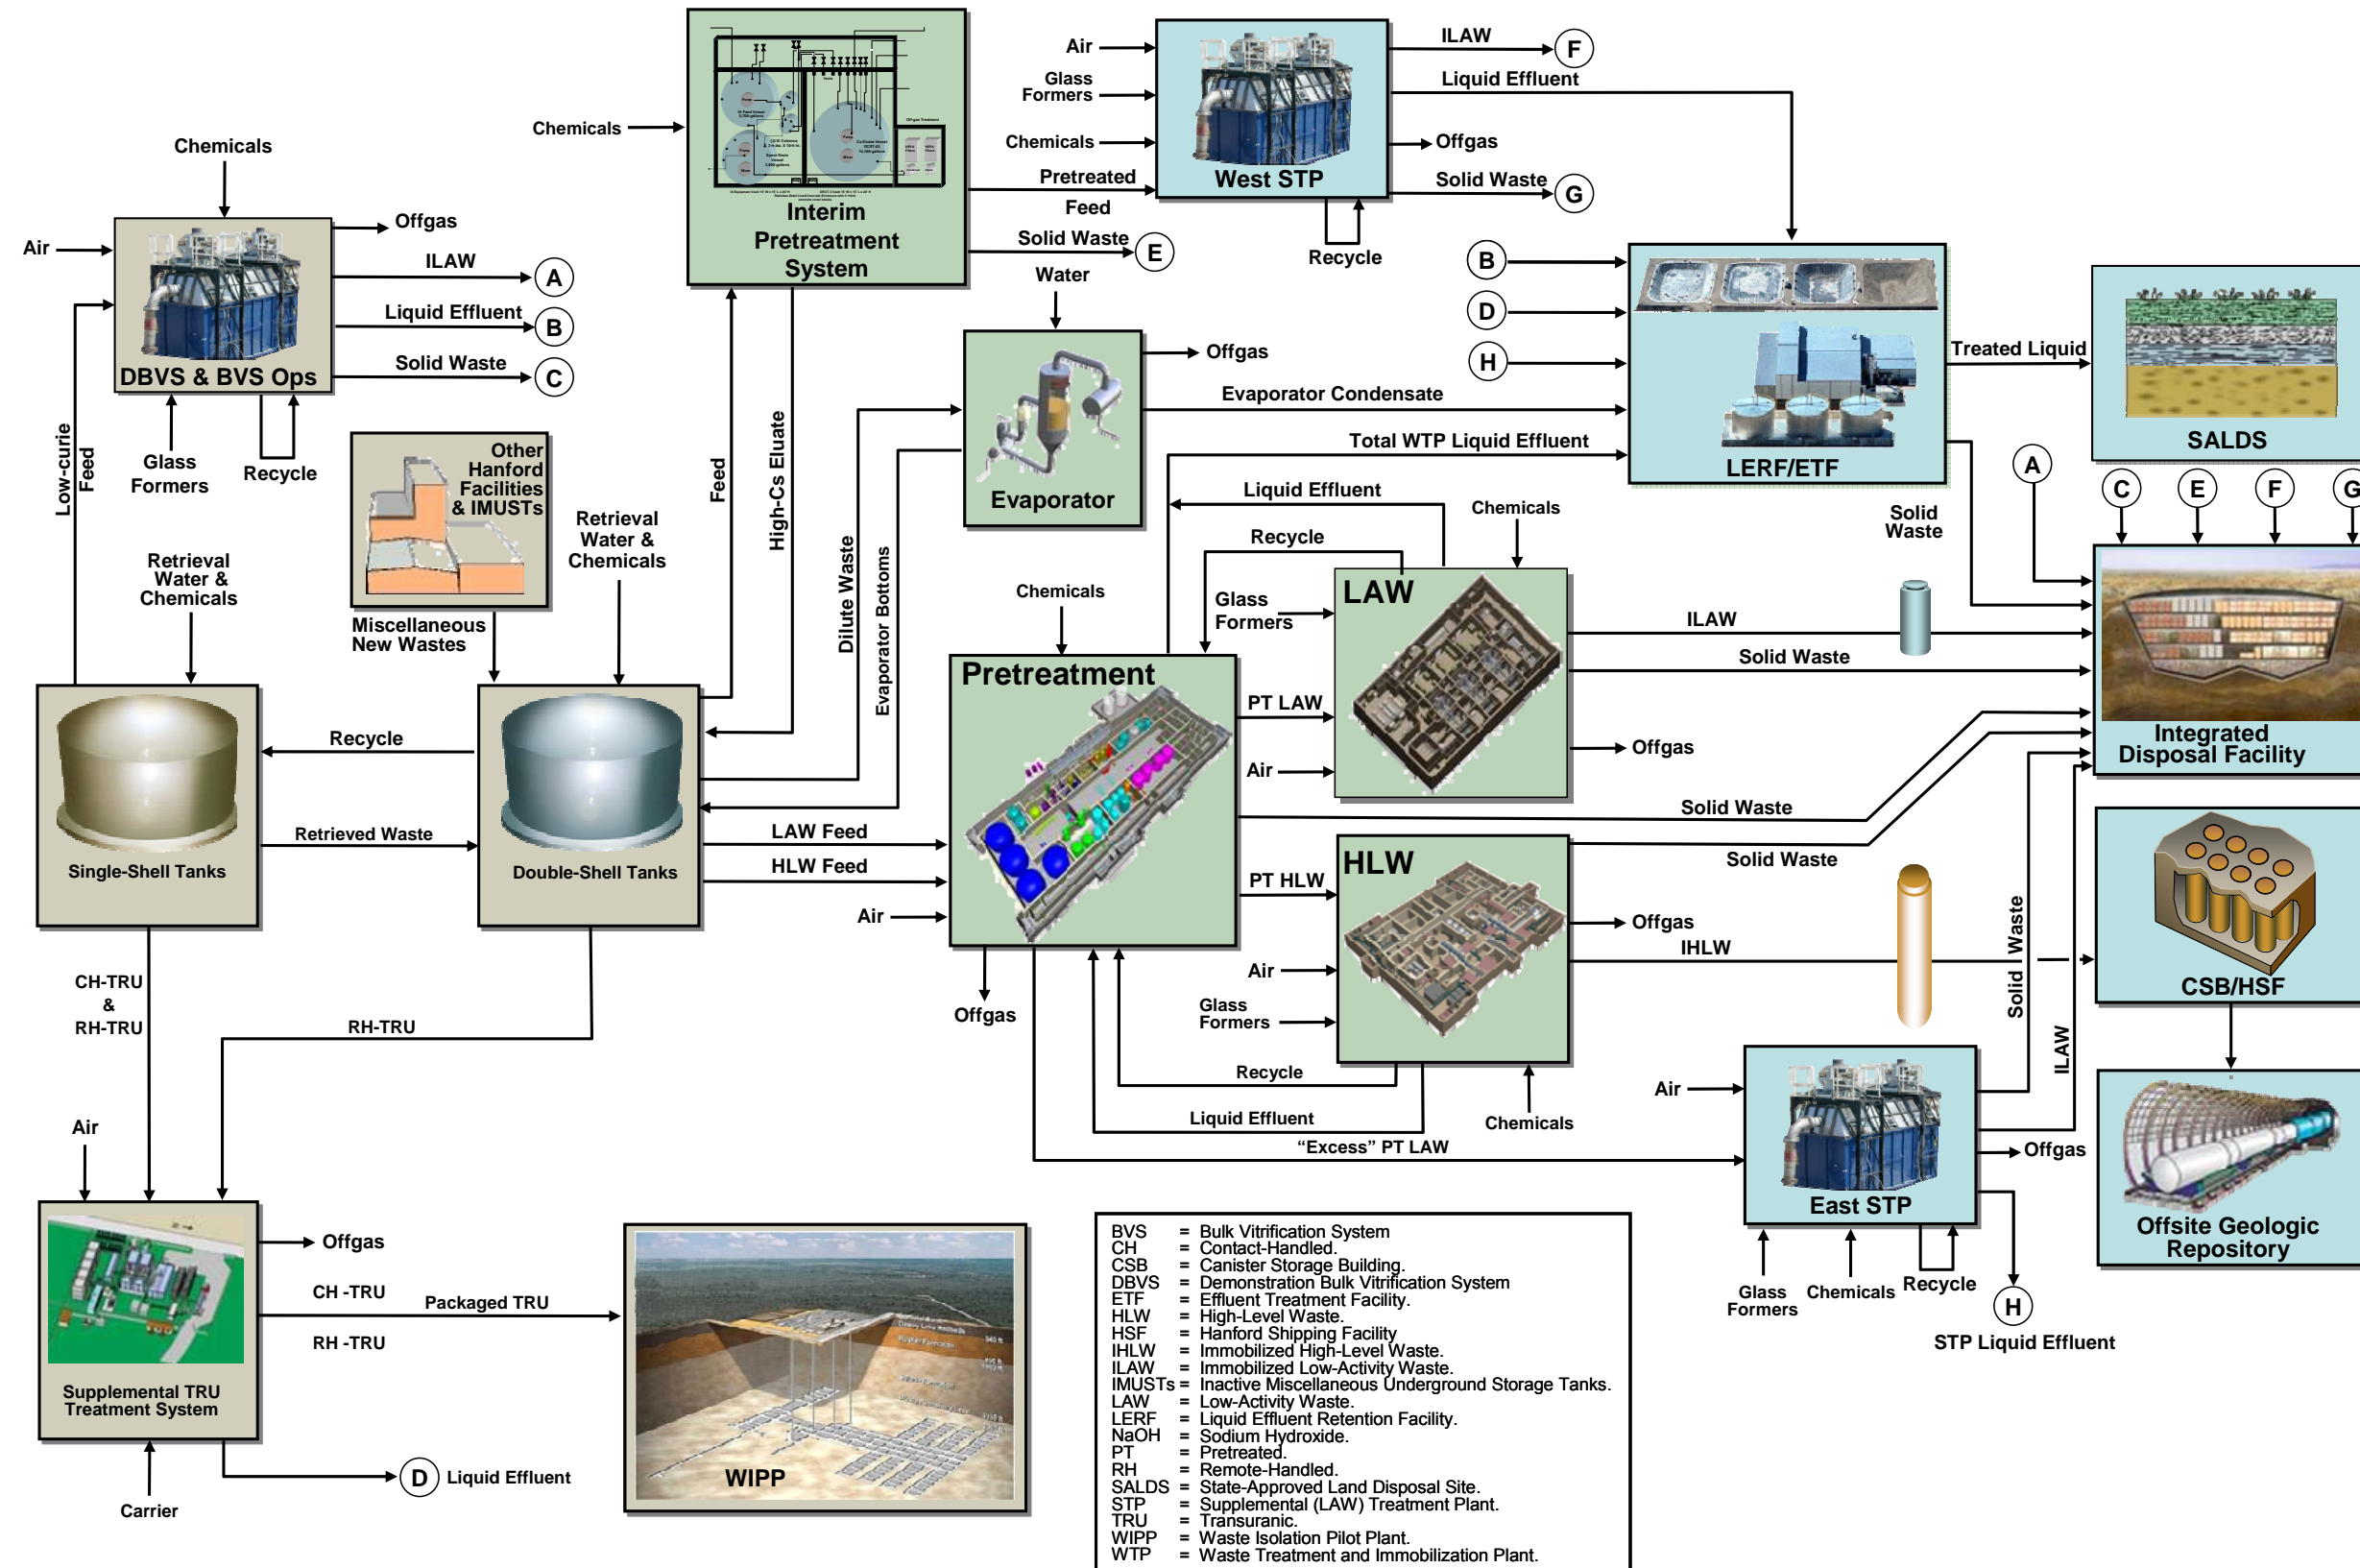 Chemicals
Air
Offgas
ILAW
A
Liquid Effluent
B
Solid Waste
C
DBVS & BVS Ops
Low-curie
Feed
Glass
Formers
Recycle
Chemicals
Interim
Pretreatment
System
Pretreated
Feed
Solid Waste
E
Air
Glass
Formers
Chemicals
West STP
Recycle
ILAW
F
Liquid Effluent
Offgas
Solid Waste
G
Water
Evaporator
Offgas
Evaporator Condensate
Total WTP Liquid Effluent
B
D
H
LERF/ETF
Treated Liquid
SALDS
Solid
Waste
A
C
E
F
G
Integrated
Disposal Facility
Other
Hanford
Facilities
& IMUSTs
Miscellaneous
New Wastes
Retrieval
Water &
Chemicals
Retrieval
Water &
Chemicals
Feed
High-Cs Eluate
Dilute Waste
Evaporator Bottoms
Single-Shell Tanks
Recycle
Retrieved Waste
Double-Shell Tanks
LAW Feed
HLW Feed
Air
Chemicals
Pretreatment
Offgas
Liquid Effluent
Recycle
Chemicals
Glass
Formers
LAW
PT LAW
Air
ILAW
Solid Waste
Offgas
Solid Waste
Solid Waste
HLW
PT HLW
Air
Glass
Formers
Offgas
IHLW
Recycle
Liquid Effluent
Chemicals
“Excess” PT LAW
CSB/HSF
Solid Waste
ILAW
Air
East STP
Offgas
Glass
Formers
Chemicals
Recycle
H
STP Liquid Effluent
Offsite Geologic
Repository
CH-TRU
&
RH-TRU
RH-TRU
Air
Supplemental TRU
Treatment System
Offgas
CH -TRU
Packaged TRU
RH -TRU
D
Liquid Effluent
Carrier
WIPP
BVS = Bulk Vitrification System
CH = Contact-Handled.
CSB = Canister Storage Building.
DBVS = Demonstration Bulk Vitrification System
ETF = Effluent Treatment Facility.
HLW = High-Level Waste.
HSF = Hanford Shipping Facility
IHLW = Immobilized High-Level Waste.
ILAW = Immobilized Low-Activity Waste.
IMUSTs = Inactive Miscellaneous Underground Storage Tanks.
LAW = Low-Activity Waste.
LERF = Liquid Effluent Retention Facility.
NaOH = Sodium Hydroxide.
PT = Pretreated.
RH = Remote-Handled.
SALDS = State-Approved Land Disposal Site.
STP = Supplemental (LAW) Treatment Plant.
TRU = Transuranic.
WIPP = Waste Isolation Pilot Plant.
WTP = Waste Treatment and Immobilization Plant.